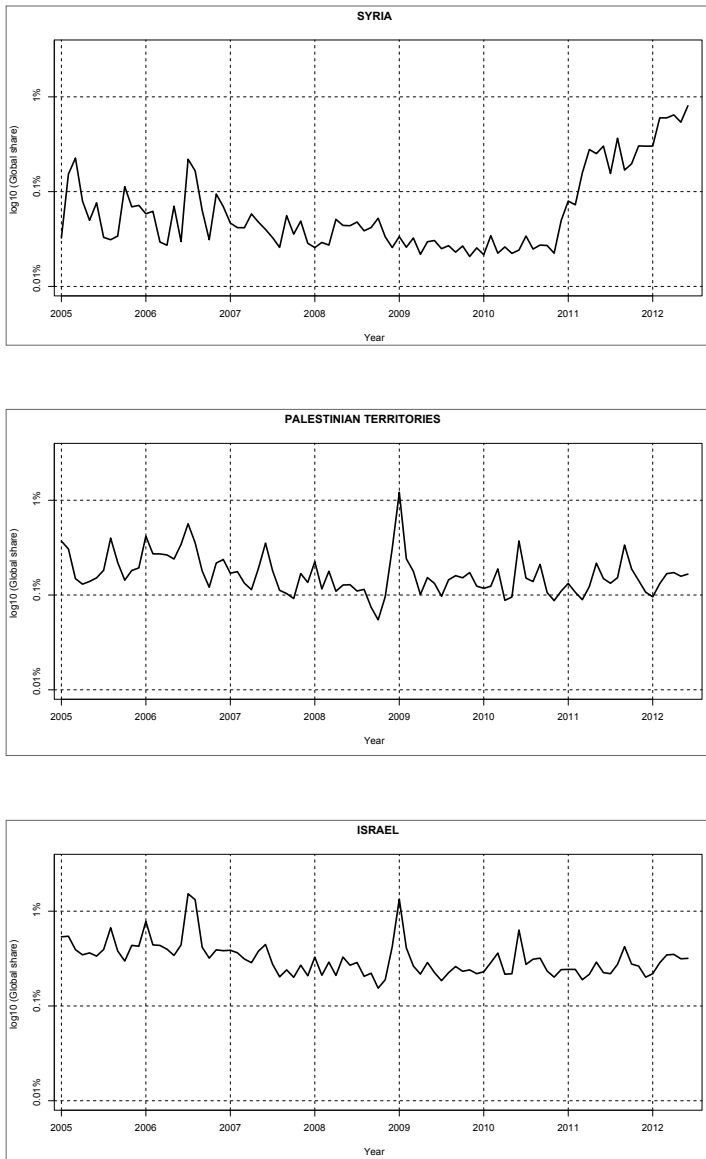 SYRIA
log10 (Global share)
1%
0.1%
0.01%
2005 2006 2007 2008 2009 2010 2011 2012
Year
PALESTINIAN TERRITORIES
log10 (Global share)
1%
0.1%
0.01%
2005 2006 2007 2008 2009 2010 2011 2012
Year
ISRAEL
log10 (Global share)
1%
0.1%
0.01%
2005 2006 2007 2008 2009 2010 2011 2012
Year